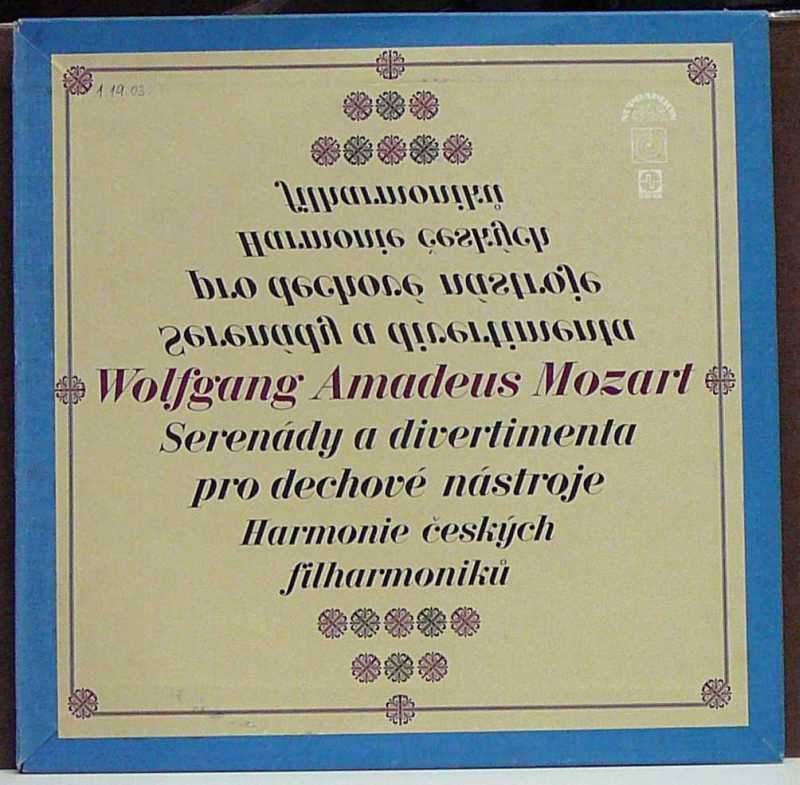 1.19.03
SUPRAPHON
filharmoniků
Harmonie českých
pro dechové nástroje
Serenády a divertimenta
Wolfgang Amadeus Mozart
Serenády a divertimenta
pro dechové nástroje
Harmonie českých
filharmoniků